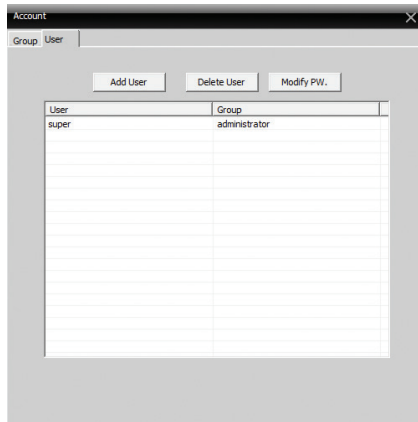 Account
Group User
Add User Delete User Modify PW.
User Group
super administrator